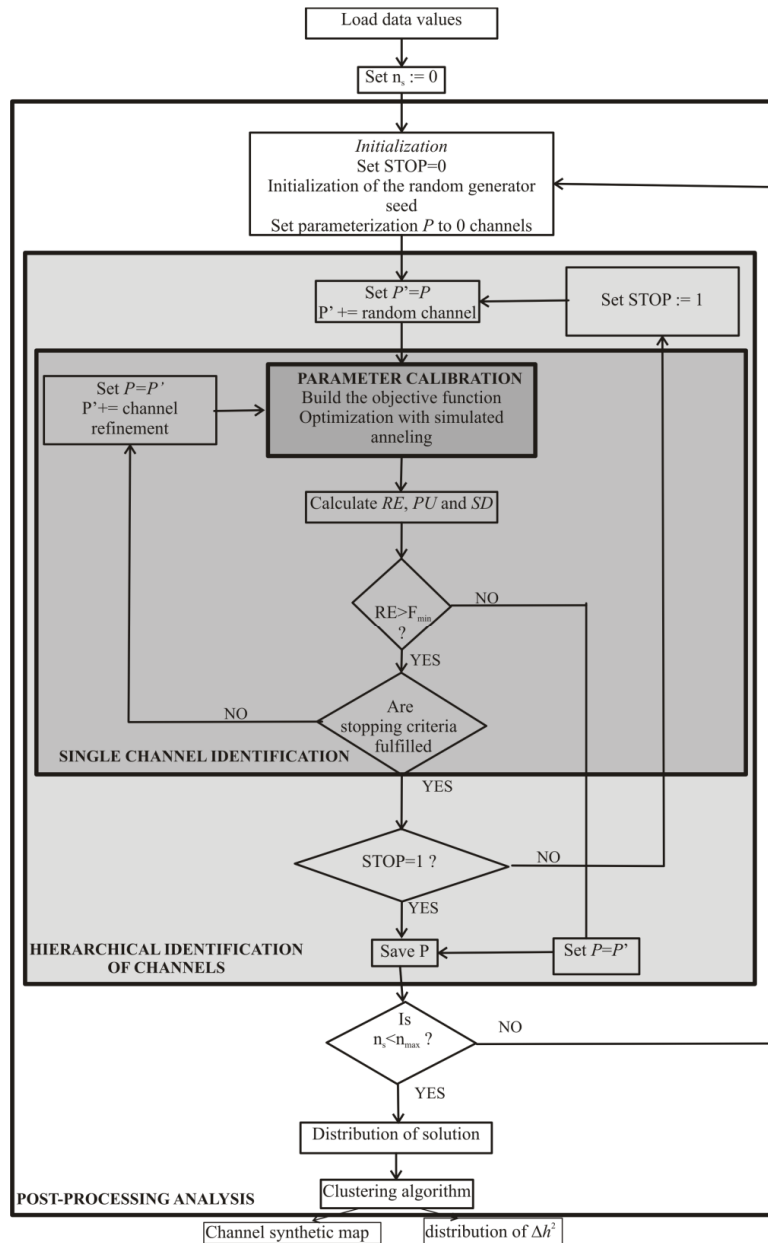 Load data values
Set nₛ := 0
Initialization
Set STOP=0
Initialization of the random generator
seed
Set parameterization P to 0 channels
Set P’=P
P’ += random channel
Set STOP := 1
Set P=P’
P’+= channel
refinement
PARAMETER CALIBRATION
Build the objective function
Optimization with simulated
anneling
Calculate RE, PU and SD
RE>Fmin
?
NO
YES
Are
stopping criteria
fulfilled
NO
SINGLE CHANNEL IDENTIFICATION
YES
STOP=1 ?
NO
YES
HIERARCHICAL IDENTIFICATION
OF CHANNELS
Save P
Set P=P’
Is
nₛ<nmax ?
NO
YES
Distribution of solution
Clustering algorithm
POST-PROCESSING ANALYSIS
Channel synthetic map
distribution of Δh²